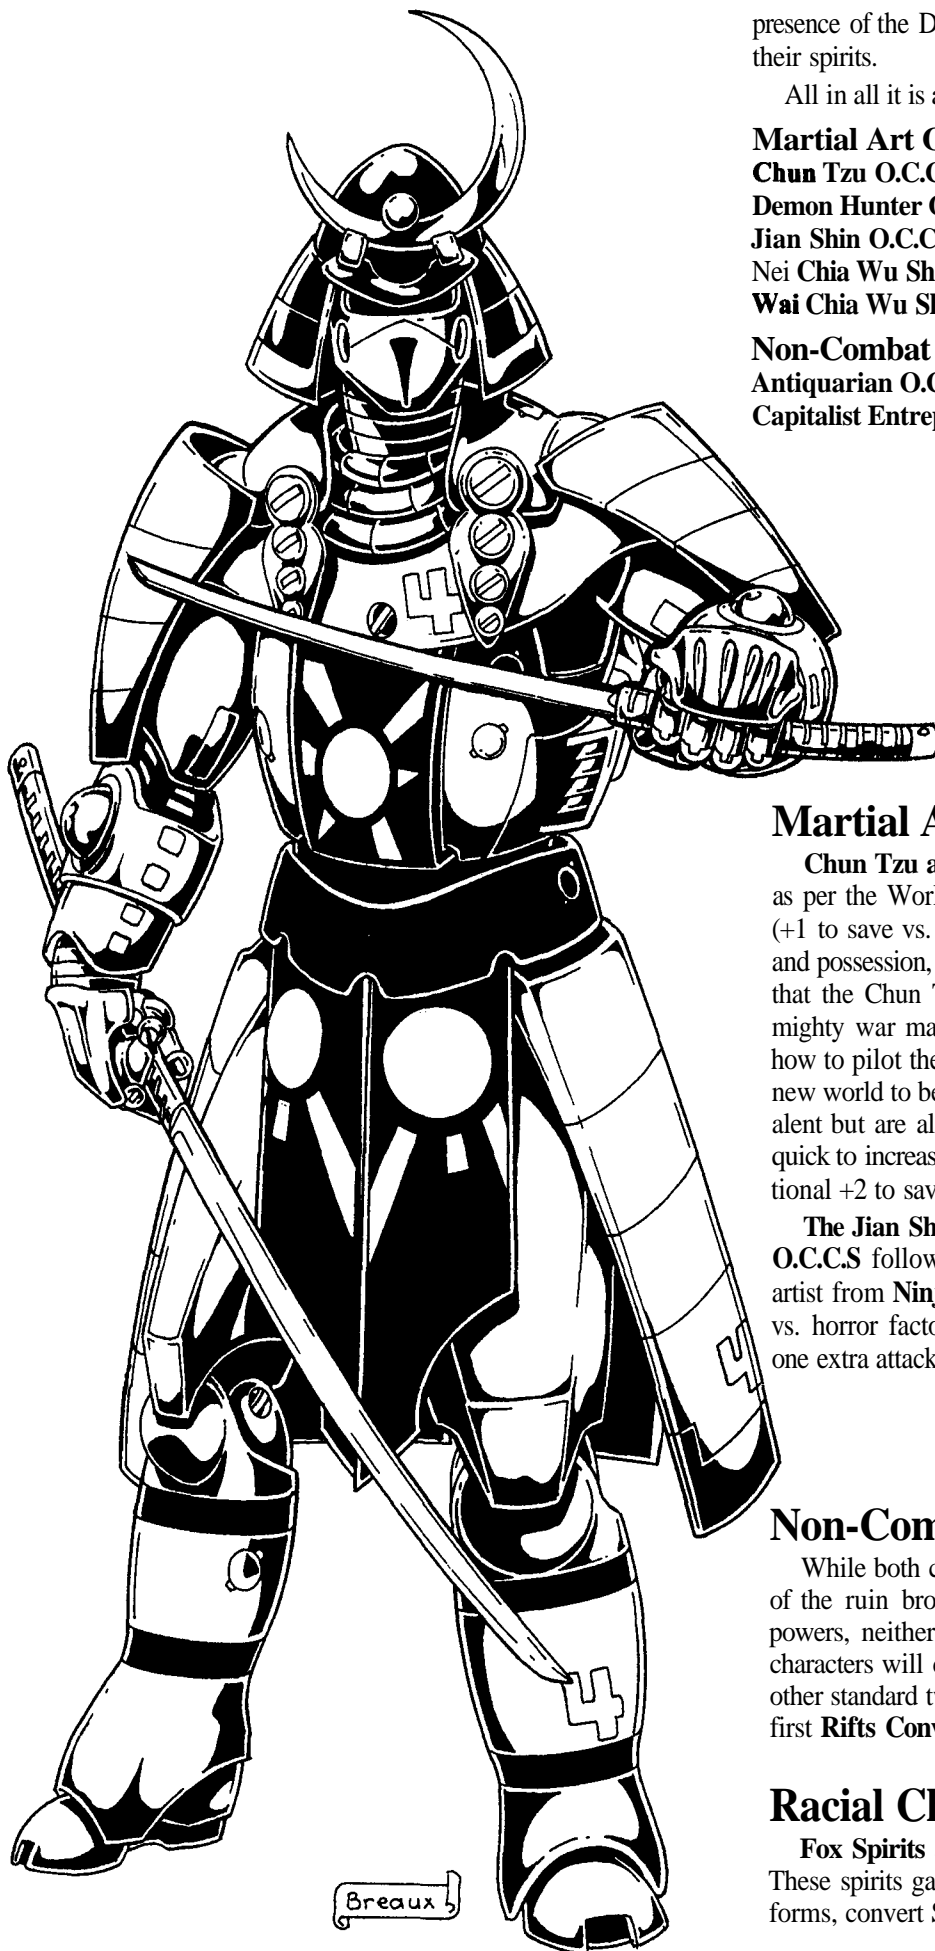 presence of the D
their spirits.
All in all it is a
Martial Art O
Chun Tzu O.C.C
Demon Hunter O
Jian Shin O.C.C
Nei Chia Wu Sh
Wai Chia Wu Sh
Non-Combat
Antiquarian O.C
Capitalist Entrep
4
Martial A
Chun Tzu a
as per the Worl
(+1 to save vs.
and possession,
that the Chun T
mighty war ma
how to pilot the
new world to be
alent but are al
quick to increas
tional +2 to sav
The Jian Sh
O.C.C.S follow
artist from Ninj
vs. horror facto
one extra attack
4
Non-Com
While both c
of the ruin bro
powers, neither
characters will c
other standard tw
first Rifts Conv
4
Racial Cl
Fox Spirits
These spirits ga
forms, convert S
Breaux